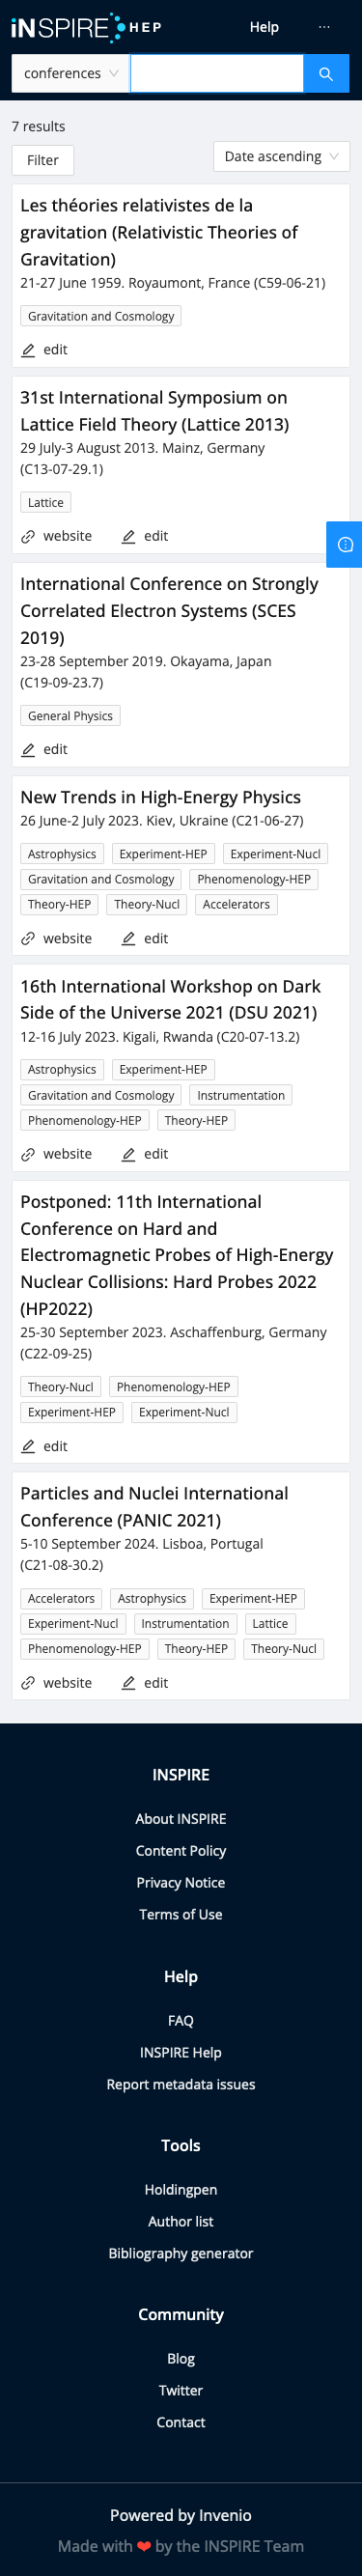 iNSPIRE HEP
Help
···
conferences
7 results
Filter
Date ascending
Les théories relativistes de la
gravitation (Relativistic Theories of
Gravitation)
21-27 June 1959. Royaumont, France (C59-06-21)
Gravitation and Cosmology
edit
31st International Symposium on
Lattice Field Theory (Lattice 2013)
29 July-3 August 2013. Mainz, Germany
(C13-07-29.1)
Lattice
website edit
International Conference on Strongly
Correlated Electron Systems (SCES
2019)
23-28 September 2019. Okayama, Japan
(C19-09-23.7)
General Physics
edit
New Trends in High-Energy Physics
26 June-2 July 2023. Kiev, Ukraine (C21-06-27)
Astrophysics Experiment-HEP Experiment-Nucl
Gravitation and Cosmology Phenomenology-HEP
Theory-HEP Theory-Nucl Accelerators
website edit
16th International Workshop on Dark
Side of the Universe 2021 (DSU 2021)
12-16 July 2023. Kigali, Rwanda (C20-07-13.2)
Astrophysics Experiment-HEP
Gravitation and Cosmology Instrumentation
Phenomenology-HEP Theory-HEP
website edit
Postponed: 11th International
Conference on Hard and
Electromagnetic Probes of High-Energy
Nuclear Collisions: Hard Probes 2022
(HP2022)
25-30 September 2023. Aschaffenburg, Germany
(C22-09-25)
Theory-Nucl Phenomenology-HEP
Experiment-HEP Experiment-Nucl
edit
Particles and Nuclei International
Conference (PANIC 2021)
5-10 September 2024. Lisboa, Portugal
(C21-08-30.2)
Accelerators Astrophysics Experiment-HEP
Experiment-Nucl Instrumentation Lattice
Phenomenology-HEP Theory-HEP Theory-Nucl
website edit
INSPIRE
About INSPIRE
Content Policy
Privacy Notice
Terms of Use
Help
FAQ
INSPIRE Help
Report metadata issues
Tools
Holdingpen
Author list
Bibliography generator
Community
Blog
Twitter
Contact
Powered by Invenio
Made with ❤ by the INSPIRE Team